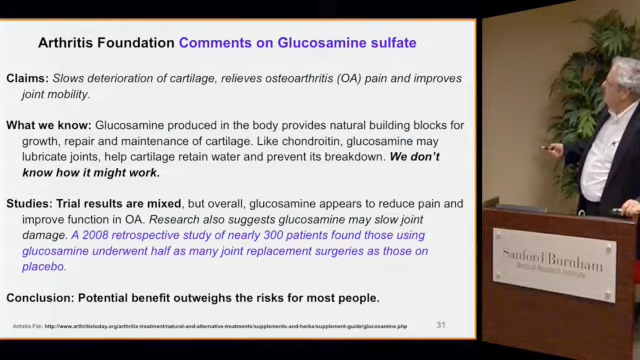 Arthritis Foundation Comments on Glucosamine sulfate
Claims: Slows deterioration of cartilage, relieves osteoarthritis (OA) pain and improves
joint mobility.
What we know: Glucosamine produced in the body provides natural building blocks for
growth, repair and maintenance of cartilage. Like chondroitin, glucosamine may
lubricate joints, help cartilage retain water and prevent its breakdown. We don't
know how it might work.
Studies: Trial results are mixed, but overall, glucosamine appears to reduce pain and
improve function in OA. Research also suggests glucosamine may slow joint
damage. A 2008 retrospective study of nearly 300 patients found those using
glucosamine underwent half as many joint replacement surgeries as those on
placebo.
Conclusion: Potential benefit outweighs the risks for most people.
Arthritis Fdn: http://www.arthritistoday.org/arthritis-treatment/natural-and-alternative-treatments/supplements-and-herbs/supplement-guide/glucosamine.php
31
Sanford Burnham
Medical Research Institute